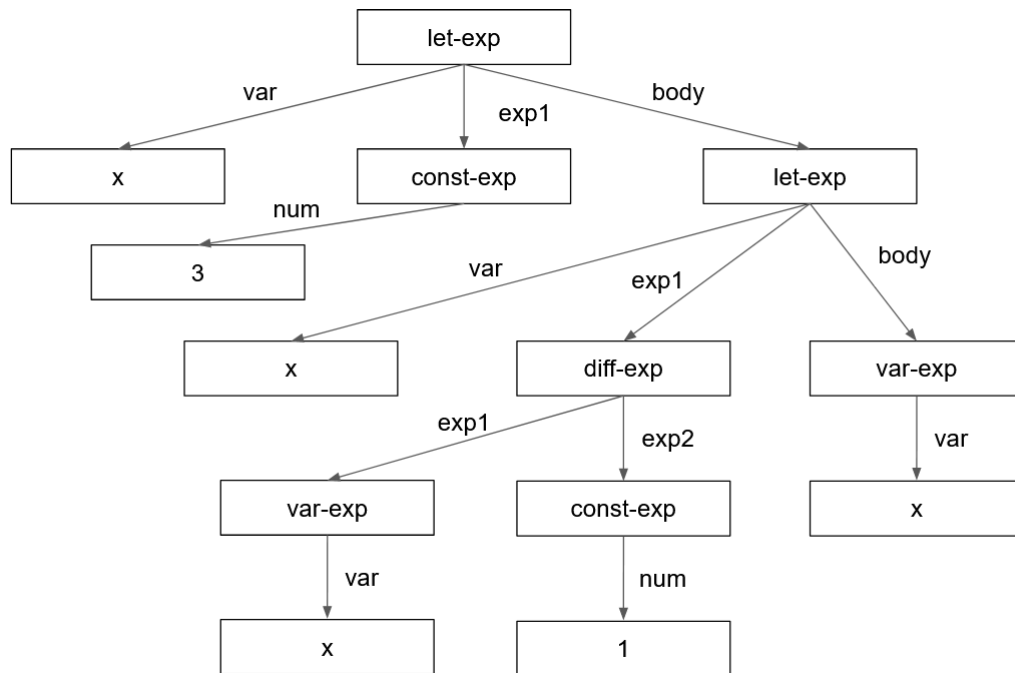 let-exp
var
exp1
body
x
const-exp
let-exp
num
3
var
exp1
body
x
diff-exp
var-exp
exp1
exp2
var
var-exp
const-exp
x
var
num
x
1